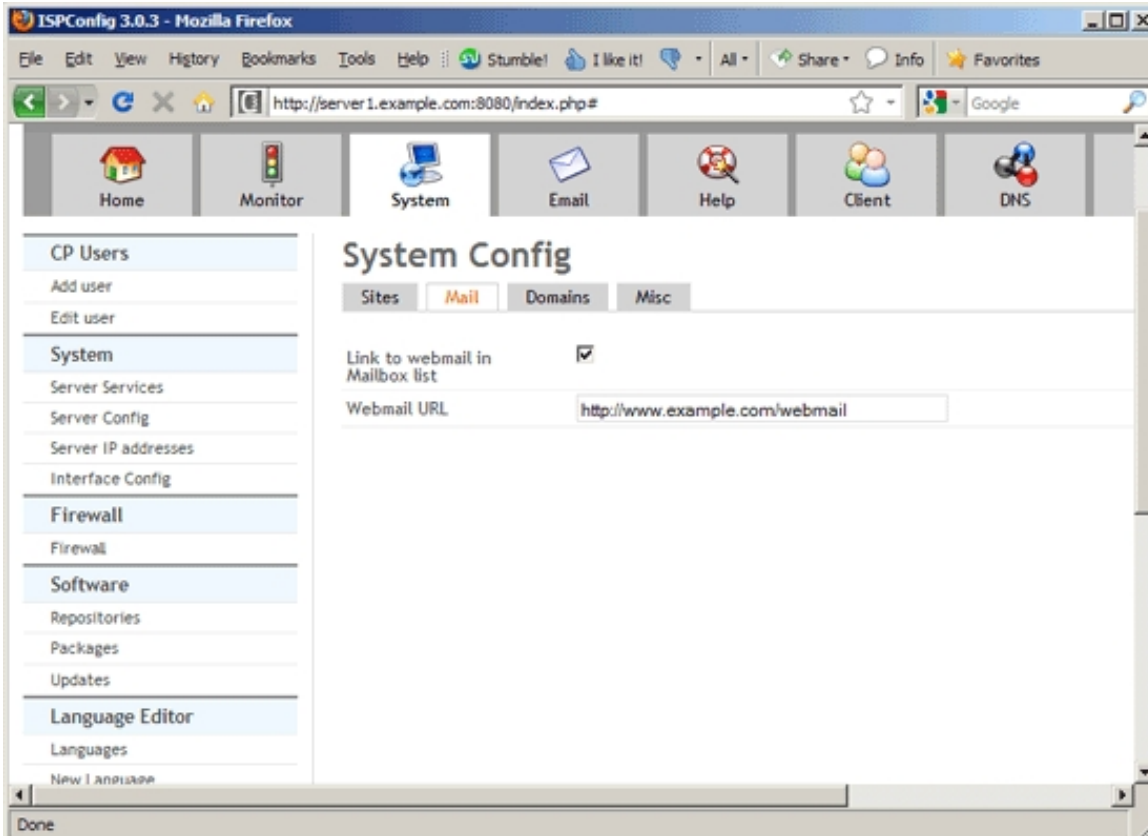 ISPConfig 3.0.3 - Mozilla Firefox
File Edit View History Bookmarks Tools Help Stumble! I like it! All Share Info Favorites
http://server1.example.com:8080/index.php# Google
Home Monitor System Email Help Client DNS
CP Users
Add user
Edit user
System
Server Services
Server Config
Server IP addresses
Interface Config
Firewall
Firewall
Software
Repositories
Packages
Updates
Language Editor
Languages
New Language
System Config
Sites Mail Domains Misc
Link to webmail in
Mailbox list
Webmail URL http://www.example.com/webmail
Done